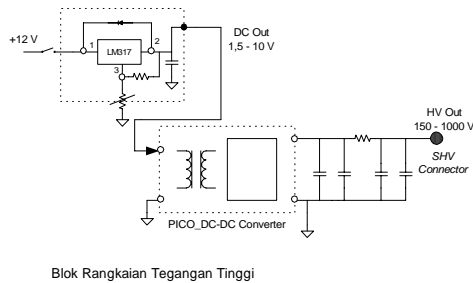 +12 V
1
LM317
2
3
DC Out
1,5 - 10 V
HV Out
150 - 1000 V
SHV
Connector
PICO_DC-DC Converter
Blok Rangkaian Tegangan Tinggi